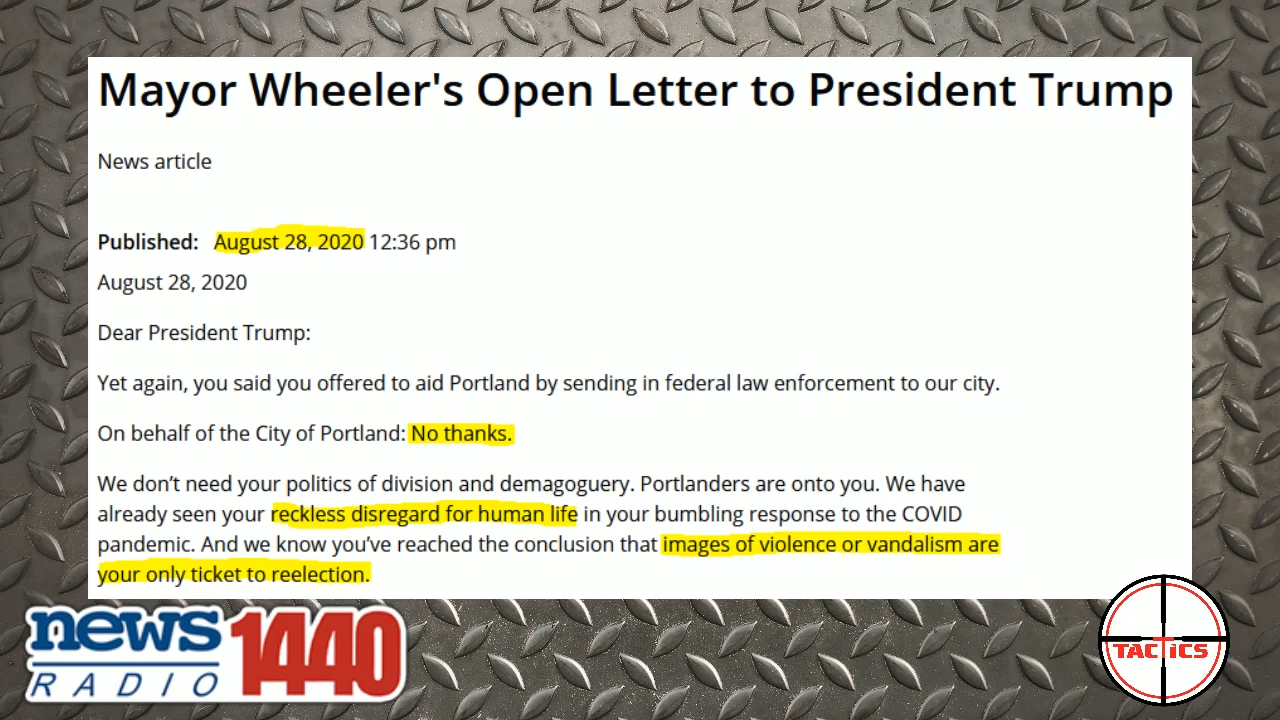 Mayor Wheeler's Open Letter to President Trump
News article
Published: August 28, 2020 12:36 pm
August 28, 2020
Dear President Trump:
Yet again, you said you offered to aid Portland by sending in federal law enforcement to our city.
On behalf of the City of Portland: No thanks.
We don’t need your politics of division and demagoguery. Portlanders are onto you. We have
already seen your reckless disregard for human life in your bumbling response to the COVID
pandemic. And we know you’ve reached the conclusion that images of violence or vandalism are
your only ticket to reelection.
news 1440
RADIO
TACTICS